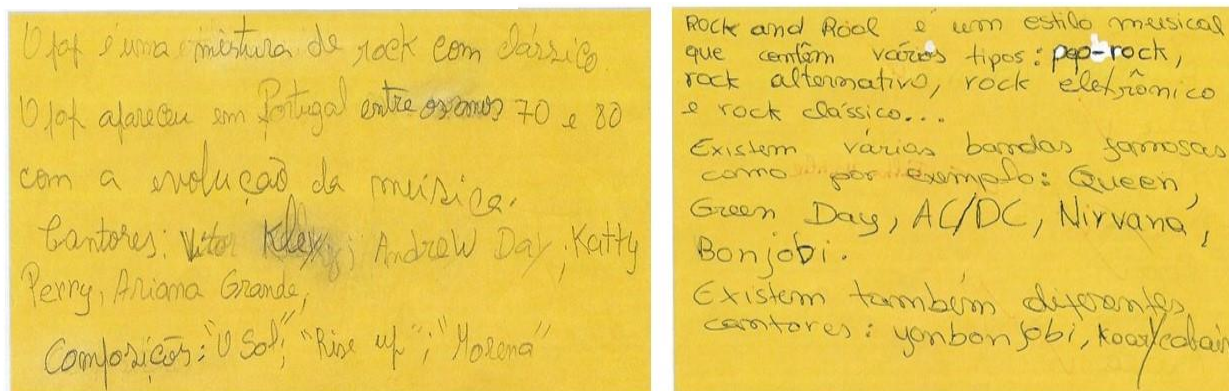 O pop é uma mistura de rock com clássico.
O pop apareceu em Portugal entre os anos 70 e 80
com a evolução da música.
Cantores: Vitor Kley; Andrew Day; Katty
Perry, Ariana Grande,
Composições: "O Sol"; "Rise up"; "Morena"
Rock and Rool é um estilo musical
que contêm vários tipos: pop-rock,
rock alternativo, rock eletrônico
e rock clássico...
Existem várias bandas famosas
como por exemplo: Queen,
Green Day, AC/DC, Nirvana,
Bonjobi.
Existem também diferentes
cantores: yonbonjobi,